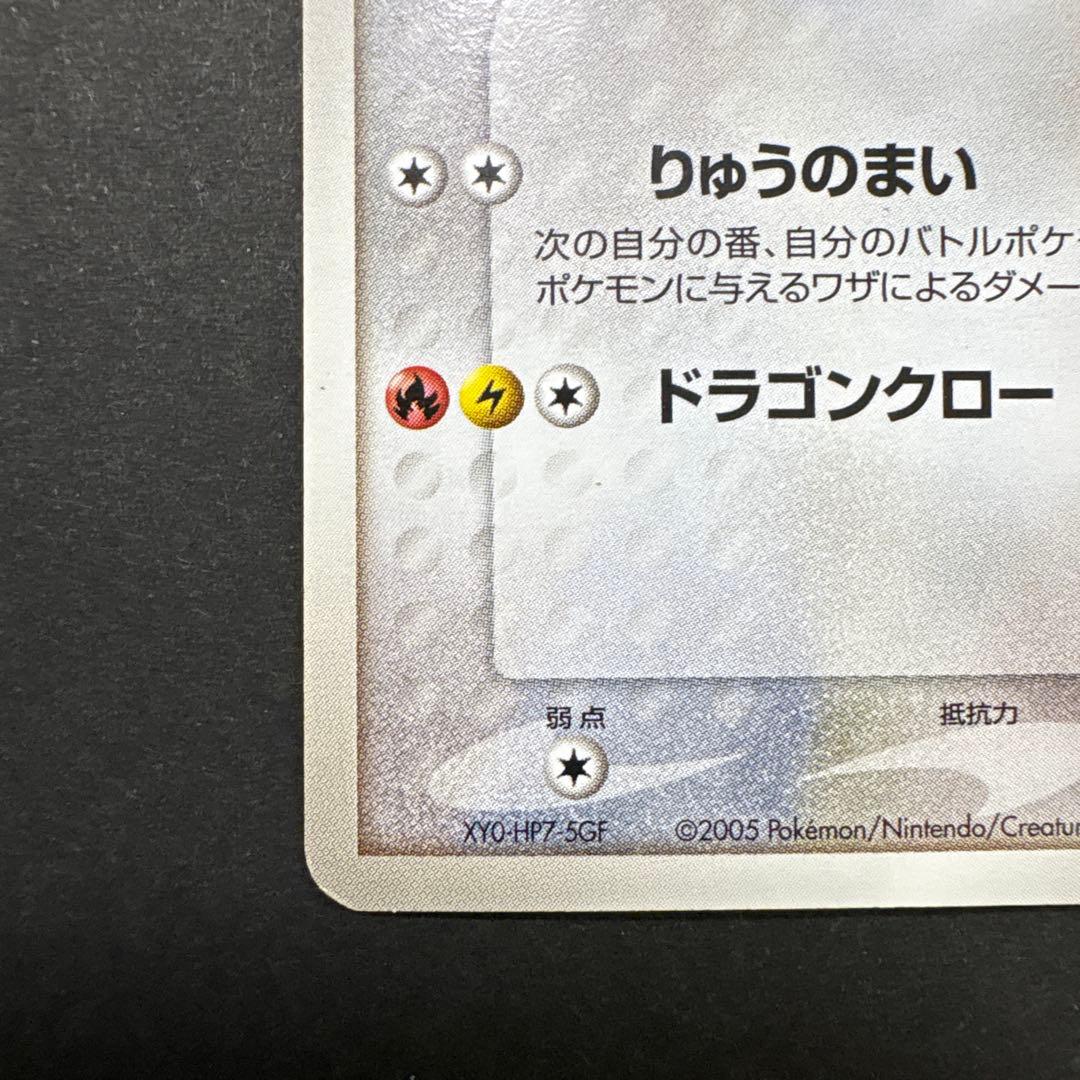 りゅうのまい
次の自分の番、自分のバトルポケ
ポケモンに与えるワザによるダメー
ドラゴンクロー
弱点
抵抗力
XY0-HP7-5GF
©2005 Pokémon/Nintendo/Creatur